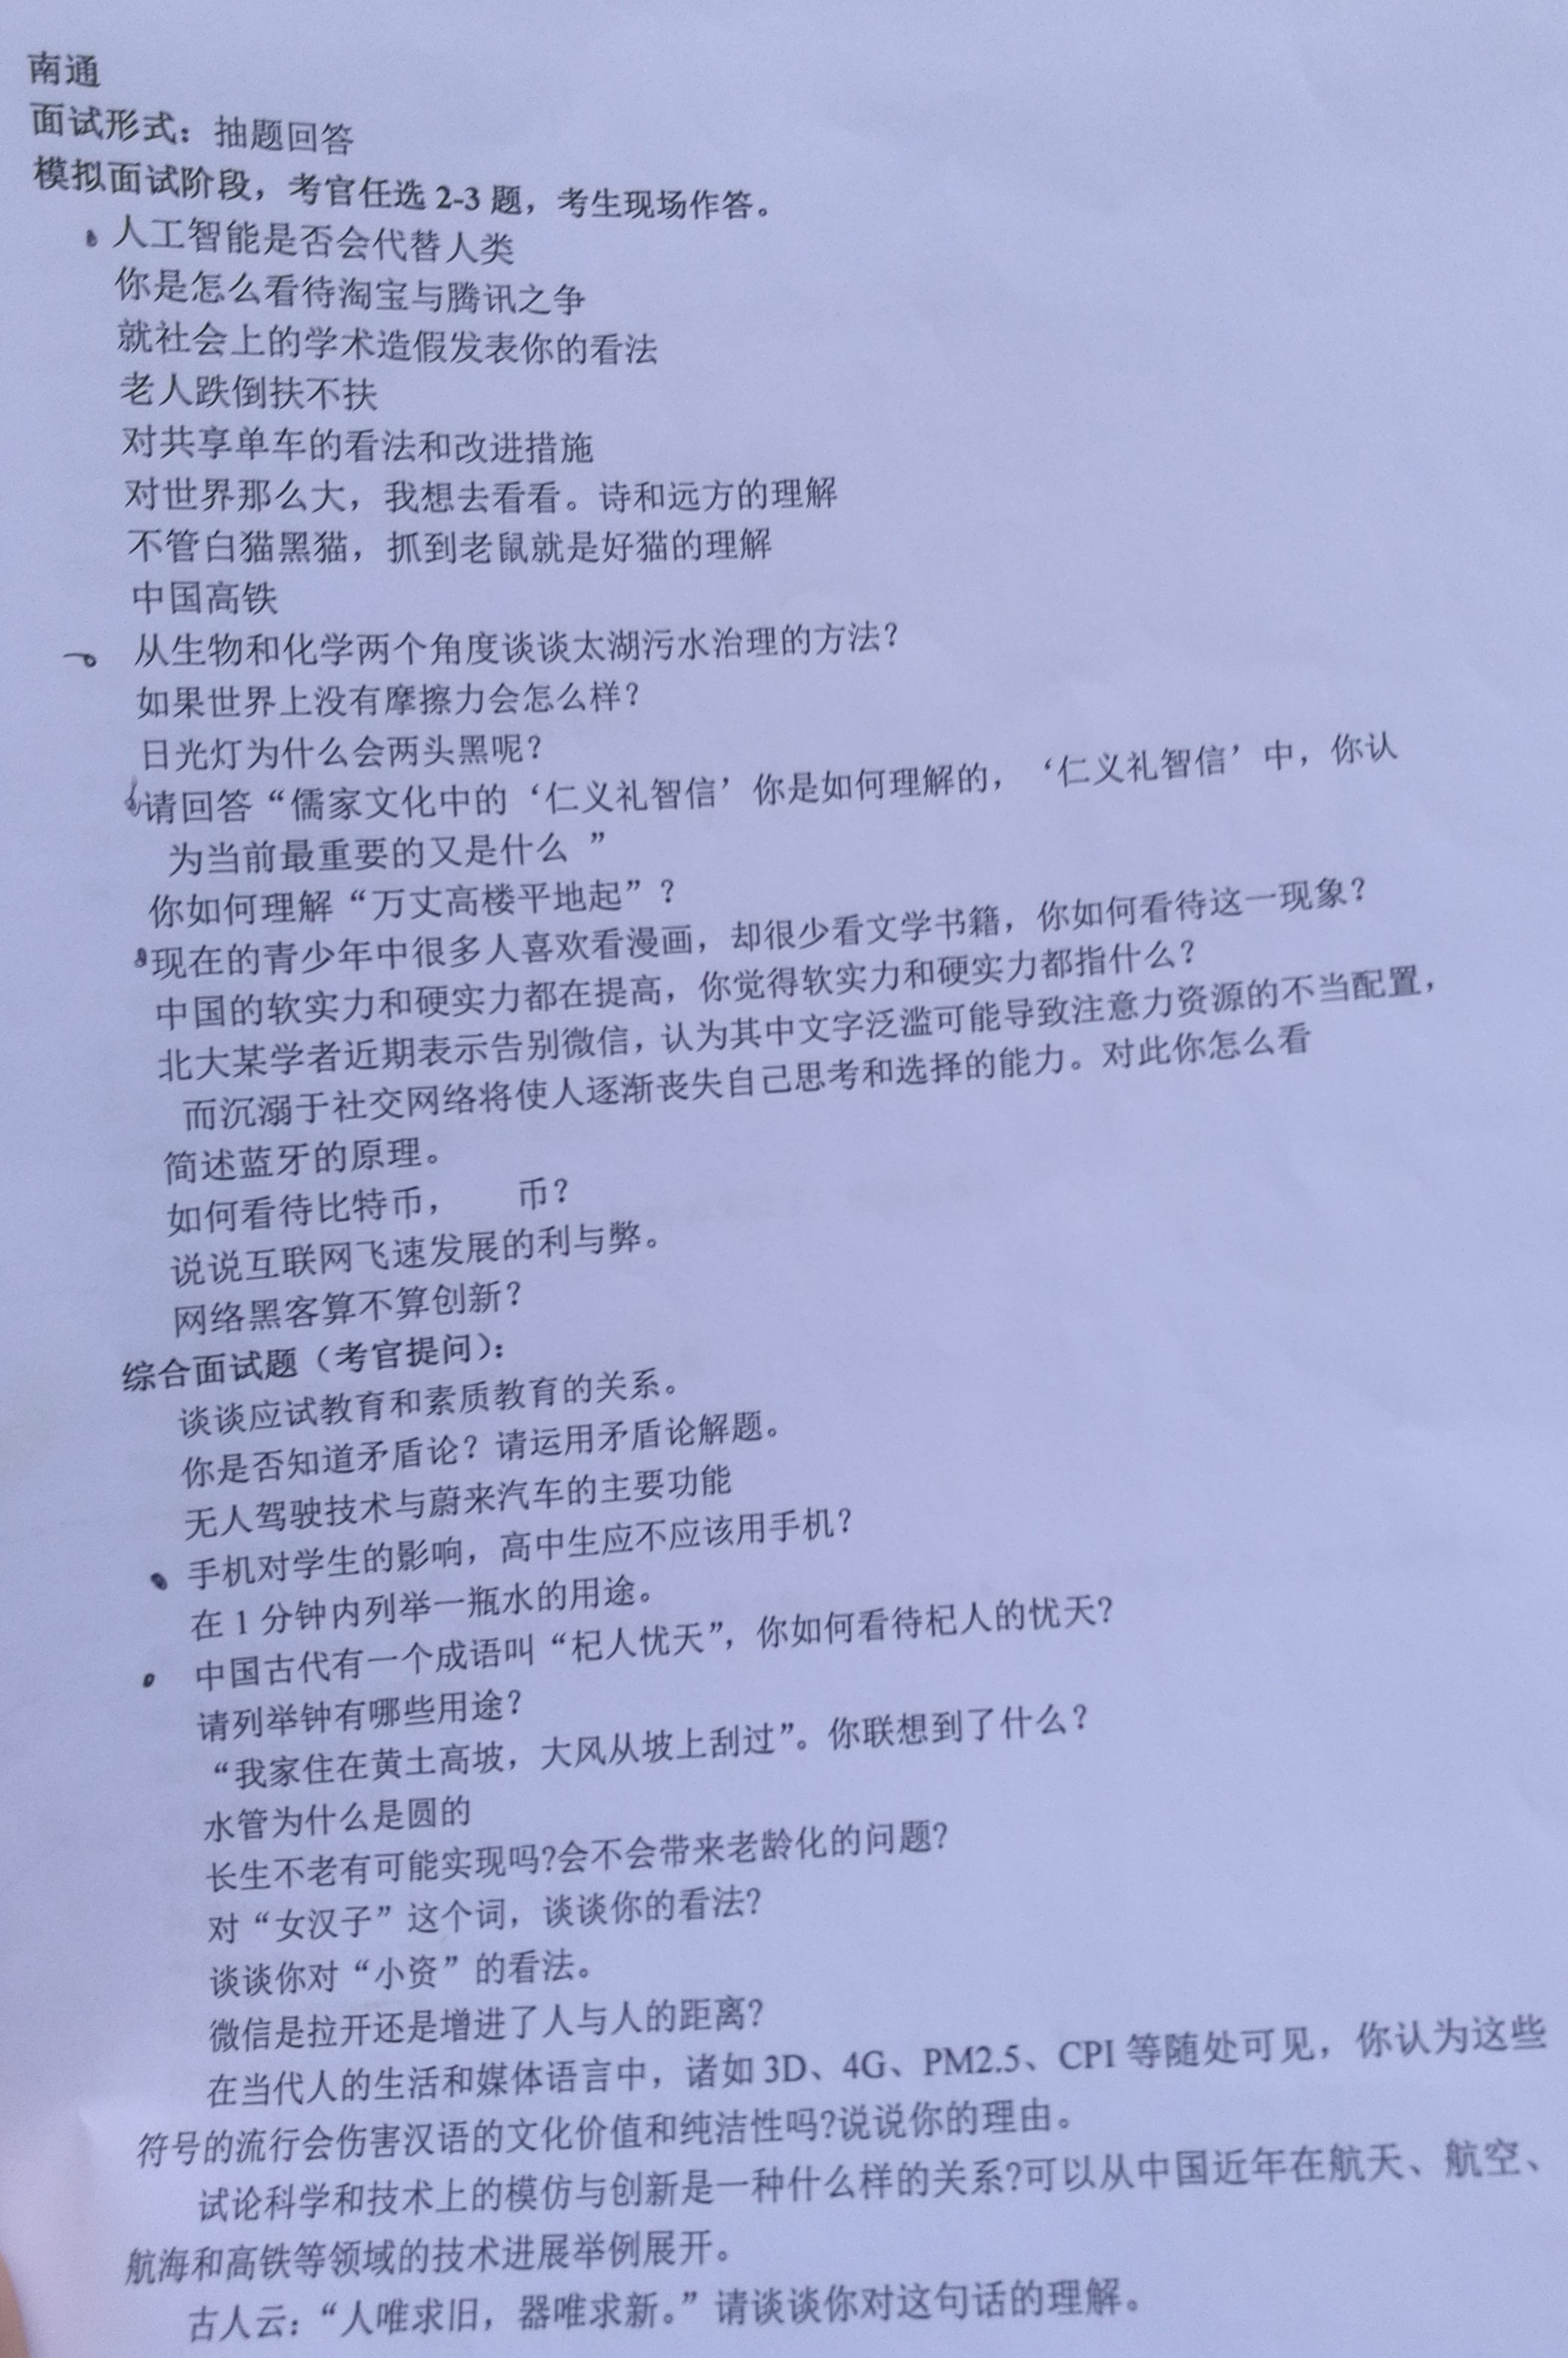 南通
面试形式：抽题回答
模拟面试阶段，考官任选 2-3 题，考生现场作答。
人工智能是否会代替人类
你是怎么看待淘宝与腾讯之争
就社会上的学术造假发表你的看法
老人跌倒扶不扶
对共享单车的看法和改进措施
对世界那么大，我想去看看。诗和远方的理解
不管白猫黑猫，抓到老鼠就是好猫的理解
中国高铁
从生物和化学两个角度谈谈太湖污水治理的方法？
如果世界上没有摩擦力会怎么样？
日光灯为什么会两头黑呢？
请回答“儒家文化中的‘仁义礼智信’你是如何理解的，‘仁义礼智信’中，你认
为当前最重要的又是什么 ”
你如何理解“万丈高楼平地起”？
现在的青少年中很多人喜欢看漫画，却很少看文学书籍，你如何看待这一现象？
中国的软实力和硬实力都在提高，你觉得软实力和硬实力都指什么？
北大某学者近期表示告别微信，认为其中文字泛滥可能导致注意力资源的不当配置，
而沉溺于社交网络将使人逐渐丧失自己思考和选择的能力。对此你怎么看
简述蓝牙的原理。
如何看待比特币，　　币？
说说互联网飞速发展的利与弊。
网络黑客算不算创新？
综合面试题（考官提问）：
谈谈应试教育和素质教育的关系。
你是否知道矛盾论？请运用矛盾论解题。
无人驾驶技术与蔚来汽车的主要功能
手机对学生的影响，高中生应不应该用手机？
在 1 分钟内列举一瓶水的用途。
中国古代有一个成语叫“杞人忧天”，你如何看待杞人的忧天？
请列举钟有哪些用途？
“我家住在黄土高坡，大风从坡上刮过”。你联想到了什么？
水管为什么是圆的
长生不老有可能实现吗?会不会带来老龄化的问题?
对“女汉子”这个词，谈谈你的看法?
谈谈你对“小资”的看法。
微信是拉开还是增进了人与人的距离?
在当代人的生活和媒体语言中，诸如 3D、4G、PM2.5、CPI 等随处可见，你认为这些
符号的流行会伤害汉语的文化价值和纯洁性吗?说说你的理由。
试论科学和技术上的模仿与创新是一种什么样的关系?可以从中国近年在航天、航空、
航海和高铁等领域的技术进展举例展开。
古人云：“人唯求旧，器唯求新。”请谈谈你对这句话的理解。